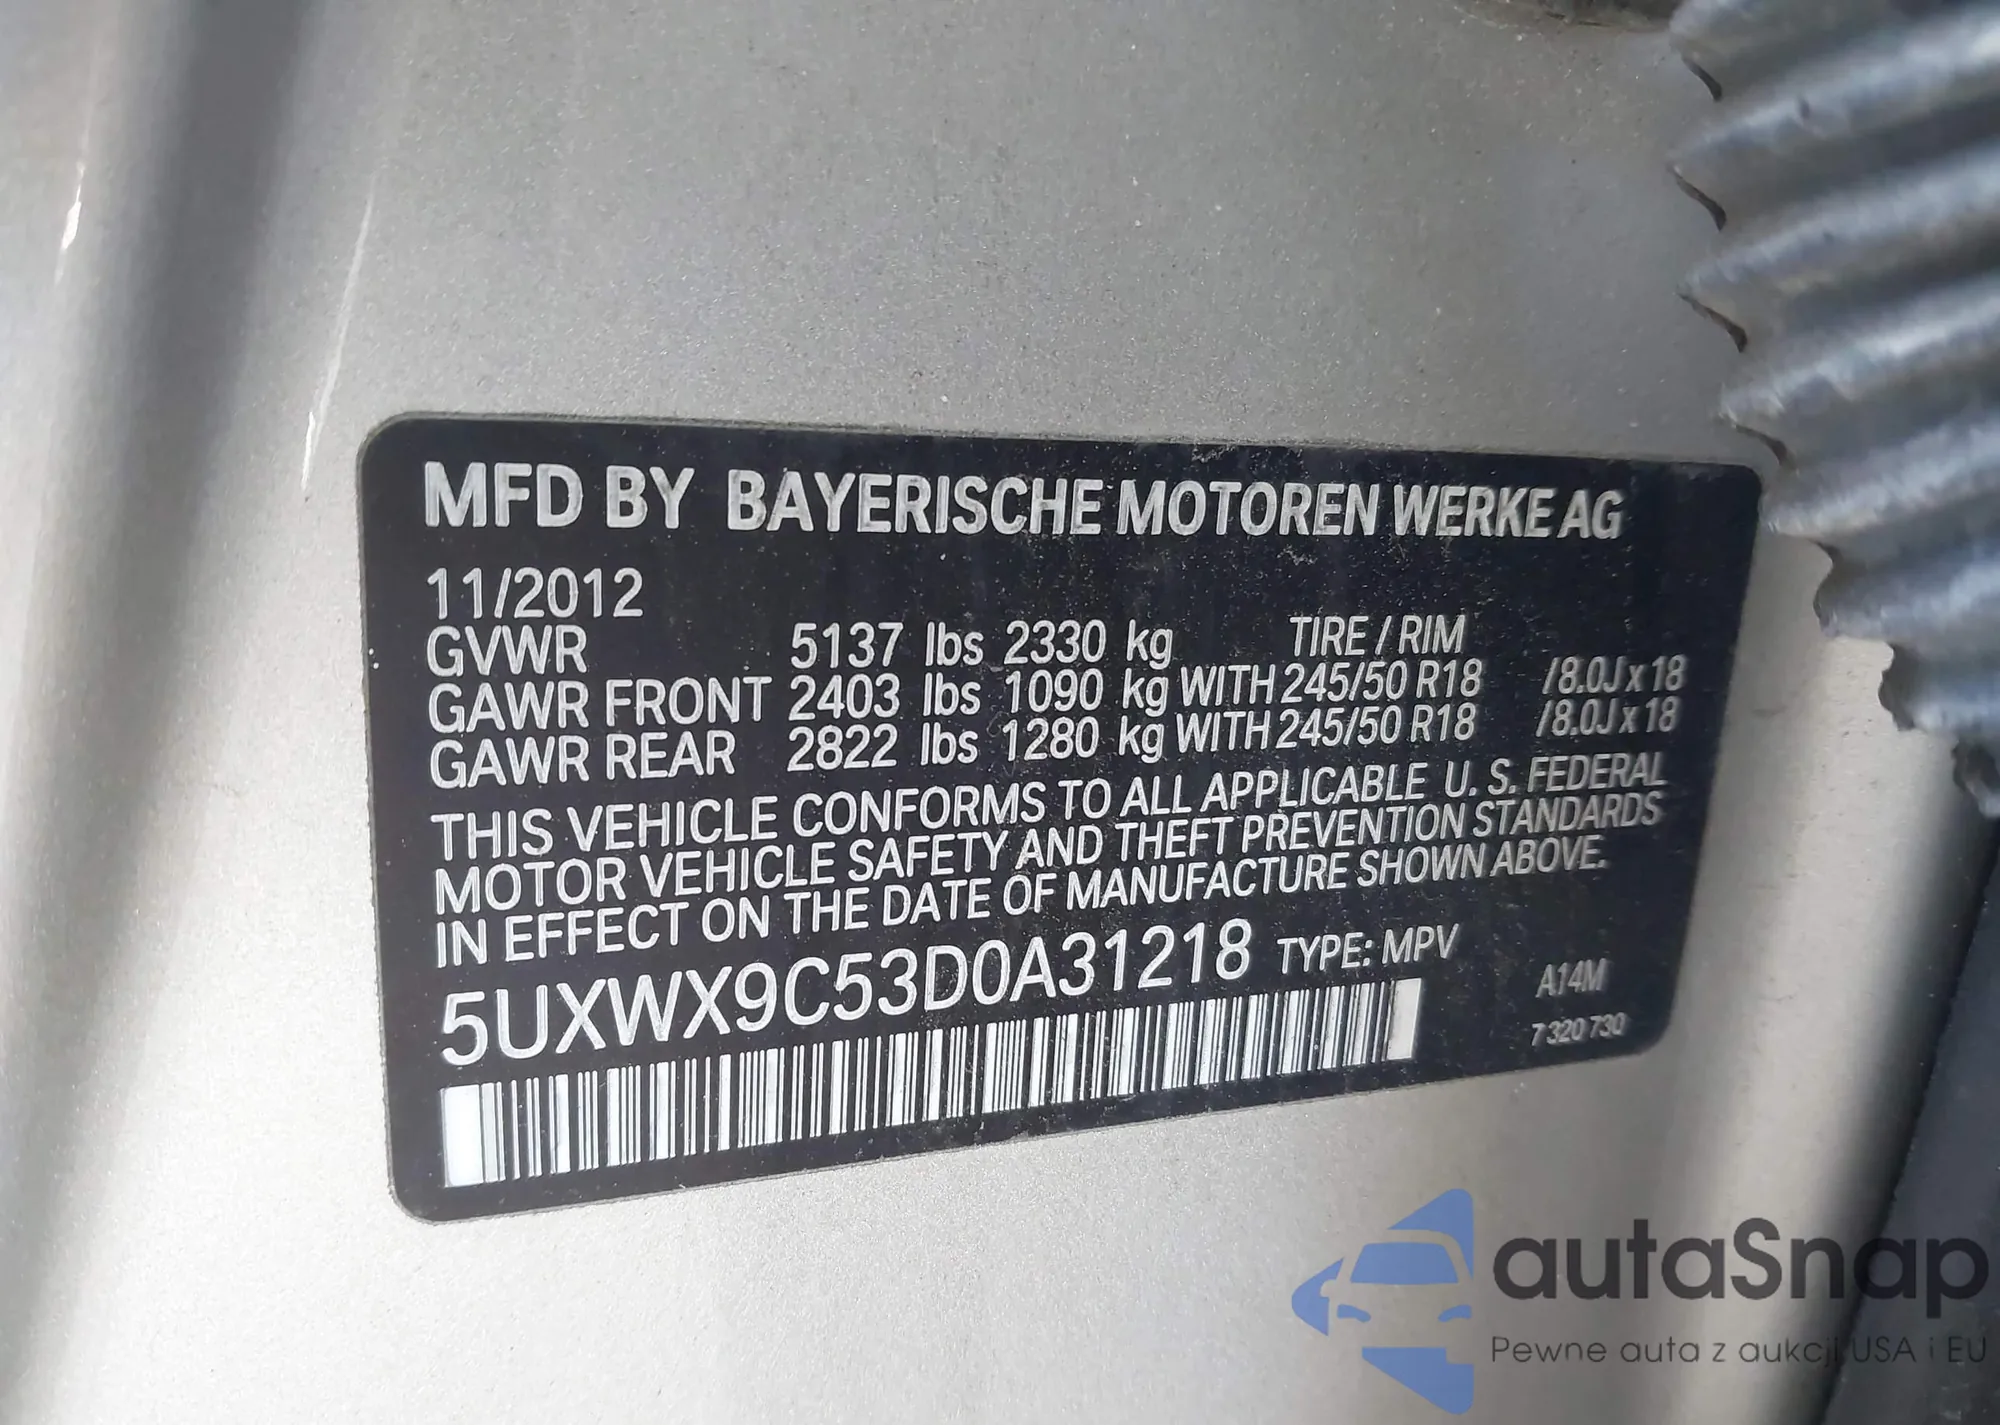 MFD BY BAYERISCHE MOTOREN WERKE AG
11/2012
GVWR 5137 lbs 2330 kg TIRE / RIM
GAWR FRONT 2403 lbs 1090 kg WITH 245/50 R18 /8.0J x 18
GAWR REAR 2822 lbs 1280 kg WITH 245/50 R18 /8.0J x 18
THIS VEHICLE CONFORMS TO ALL APPLICABLE U. S. FEDERAL
MOTOR VEHICLE SAFETY AND THEFT PREVENTION STANDARDS
IN EFFECT ON THE DATE OF MANUFACTURE SHOWN ABOVE.
5UXWX9C53D0A31218 TYPE: MPV
A14M
7 320 730
autaSnap
Pewne auta z aukcji USA i EU